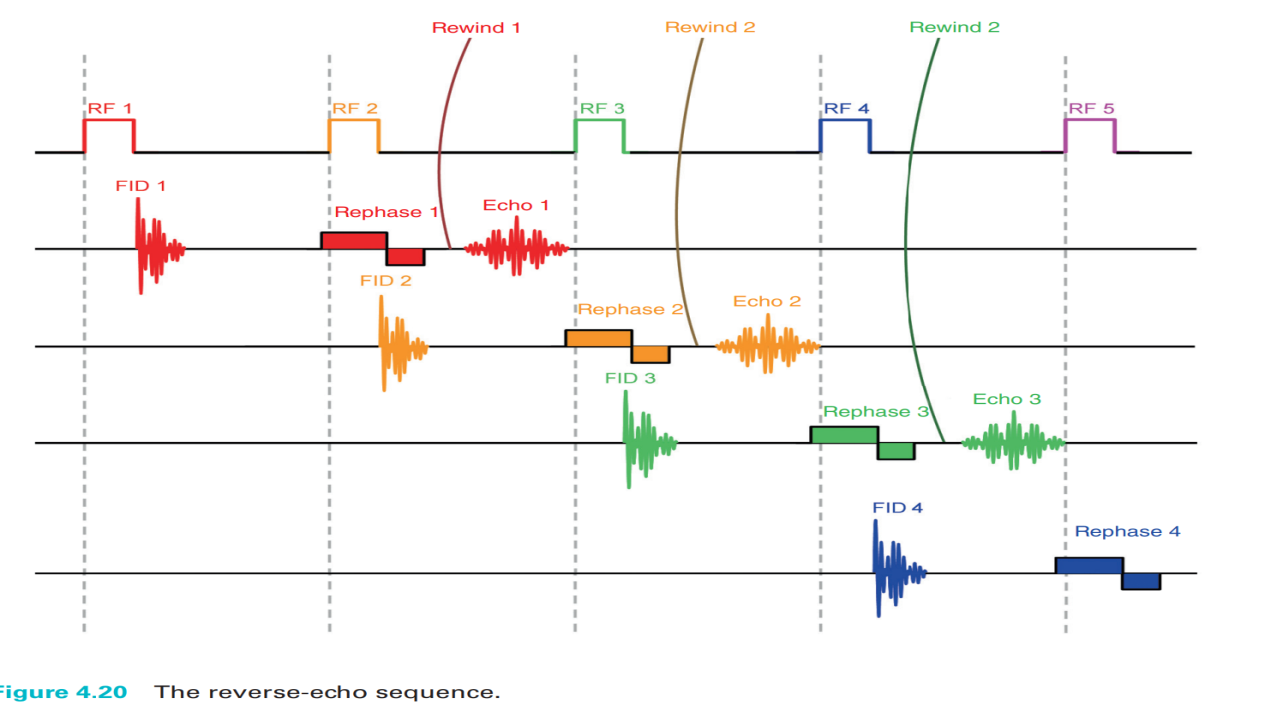 Rewind 1 Rewind 2 Rewind 2
RF 1 RF 2 RF 3 RF 4 RF 5
FID 1
Rephase 1 Echo 1
FID 2
Rephase 2 Echo 2
FID 3
Rephase 3 Echo 3
FID 4
Rephase 4
Figure 4.20 The reverse-echo sequence.